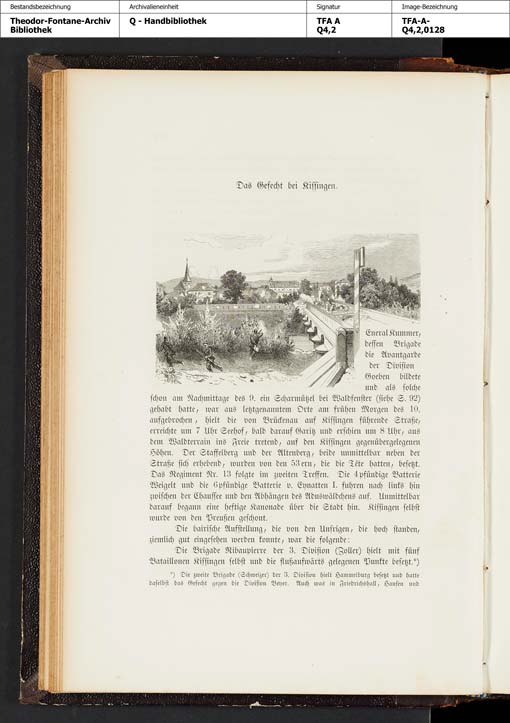 Bestandsbezeichnung
Archivalieneinheit
Signatur
Image-Bezeichnung
Theodor-Fontane-Archiv
Bibliothek
Q - Handbibliothek
TFA A
Q4,2
TFA-A-
Q4,2,0128
Das Gefecht bei Kissingen.
Eneral Kummer,
dessen Brigade
die Avantgarde
der Division
Goeben bildete
und als solche
schon am Nachmittage des 9. ein Scharmützel bei Waldfenster (siehe S. 92)
gehabt hatte, war aus letztgenanntem Orte am frühen Morgen des 10.
aufgebrochen, hielt die von Brückenau auf Kissingen führende Straße,
erreichte um 7 Uhr Seehof, bald darauf Garitz und erschien um 8 Uhr, aus
dem Waldterrain ins Freie tretend, auf den Kissingen gegenübergelegenen
Höhen. Der Staffelberg und der Altenberg, beide unmittelbar neben der
Straße sich erhebend, wurden von den 53ern, die die Tête hatten, besetzt.
Das Regiment Nr. 13 folgte im zweiten Treffen. Die 4pfündige Batterie
Weigelt und die 6pfündige Batterie v. Eynatten I. fuhren nach links hin
zwischen der Chaussee und den Abhängen des Aduswäldchens auf. Unmittelbar
darauf begann eine heftige Kanonade über die Stadt hin. Kissingen selbst
wurde von den Preußen geschont.
Die bairische Aufstellung, die von den Unsrigen, die hoch standen,
ziemlich gut eingesehen werden konnte, war die folgende:
Die Brigade Ribaupierre der 3. Division (Zoller) hielt mit fünf
Bataillonen Kissingen selbst und die flußaufwärts gelegenen Punkte besetzt.*)
*) Die zweite Brigade (Schweizer) der 3. Division hielt Hammelburg besetzt und hatte
daselbst das Gefecht gegen die Division Beyer. Auch was in Friedrichshall, Hausen und